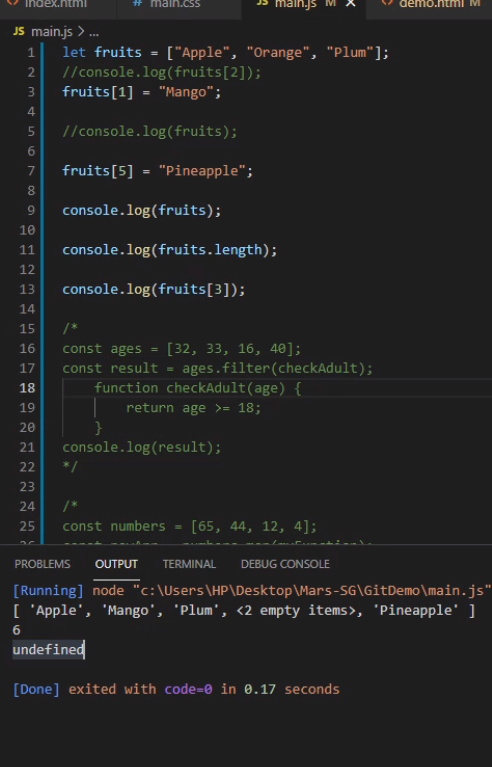 index.html # main.css JS main.js M × <> demo.html M
JS main.js > ...
1 let fruits = ["Apple", "Orange", "Plum"];
2 //console.log(fruits[2]);
3 fruits[1] = "Mango";
4
5 //console.log(fruits);
6
7 fruits[5] = "Pineapple";
8
9 console.log(fruits);
10
11 console.log(fruits.length);
12
13 console.log(fruits[3]);
14
15 /*
16 const ages = [32, 33, 16, 40];
17 const result = ages.filter(checkAdult);
18 function checkAdult(age) {
19 return age >= 18;
20 }
21 console.log(result);
22 */
23
24 /*
25 const numbers = [65, 44, 12, 4];
PROBLEMS OUTPUT TERMINAL DEBUG CONSOLE
[Running] node "c:\Users\HP\Desktop\Mars-SG\GitDemo\main.js"
[ 'Apple', 'Mango', 'Plum', <2 empty items>, 'Pineapple' ]
6
undefined
[Done] exited with code=0 in 0.17 seconds